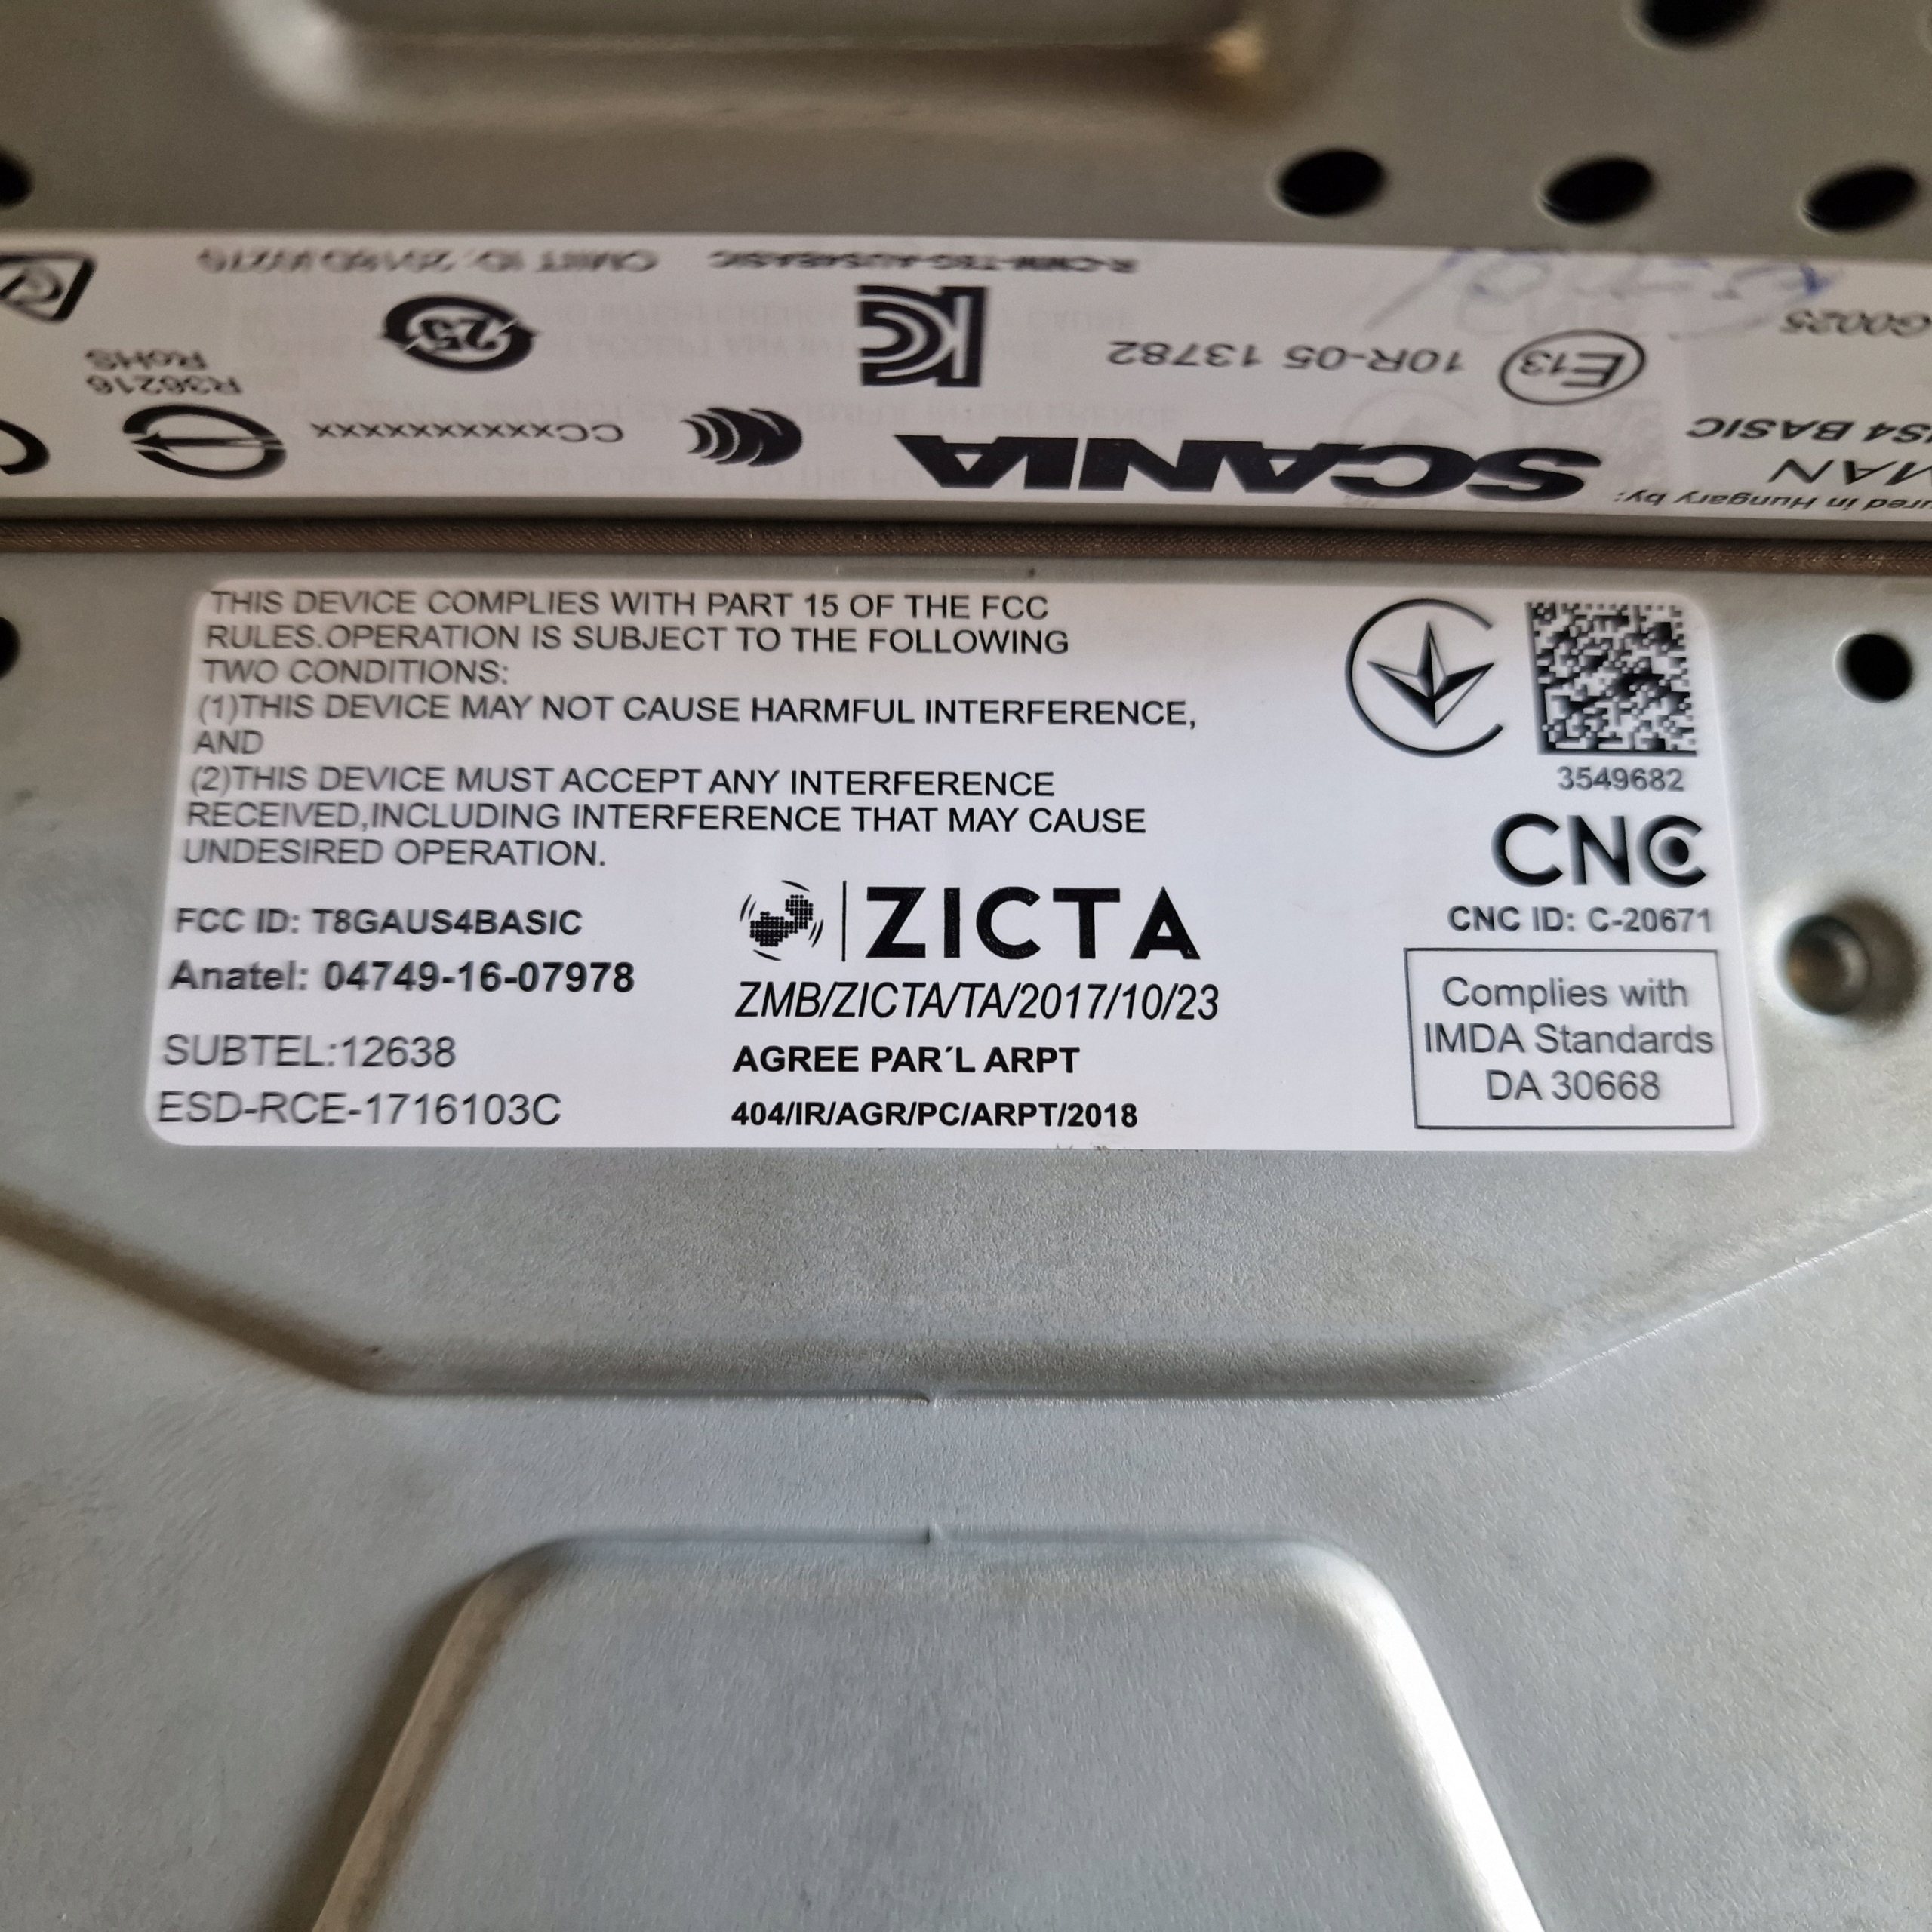 SCANIA
10R-05 13782
E13
G0025
R36216
RoHS
25
CCxxxxxxxxxx
THIS DEVICE COMPLIES WITH PART 15 OF THE FCC
RULES.OPERATION IS SUBJECT TO THE FOLLOWING
TWO CONDITIONS:
(1)THIS DEVICE MAY NOT CAUSE HARMFUL INTERFERENCE,
AND
(2)THIS DEVICE MUST ACCEPT ANY INTERFERENCE
RECEIVED,INCLUDING INTERFERENCE THAT MAY CAUSE
UNDESIRED OPERATION.
FCC ID: T8GAUS4BASIC
Anatel: 04749-16-07978
SUBTEL:12638
ESD-RCE-1716103C
ZICTA
ZMB/ZICTA/TA/2017/10/23
AGREE PAR´L ARPT
404/IR/AGR/PC/ARPT/2018
3549682
CNC
CNC ID: C-20671
Complies with
IMDA Standards
DA 30668